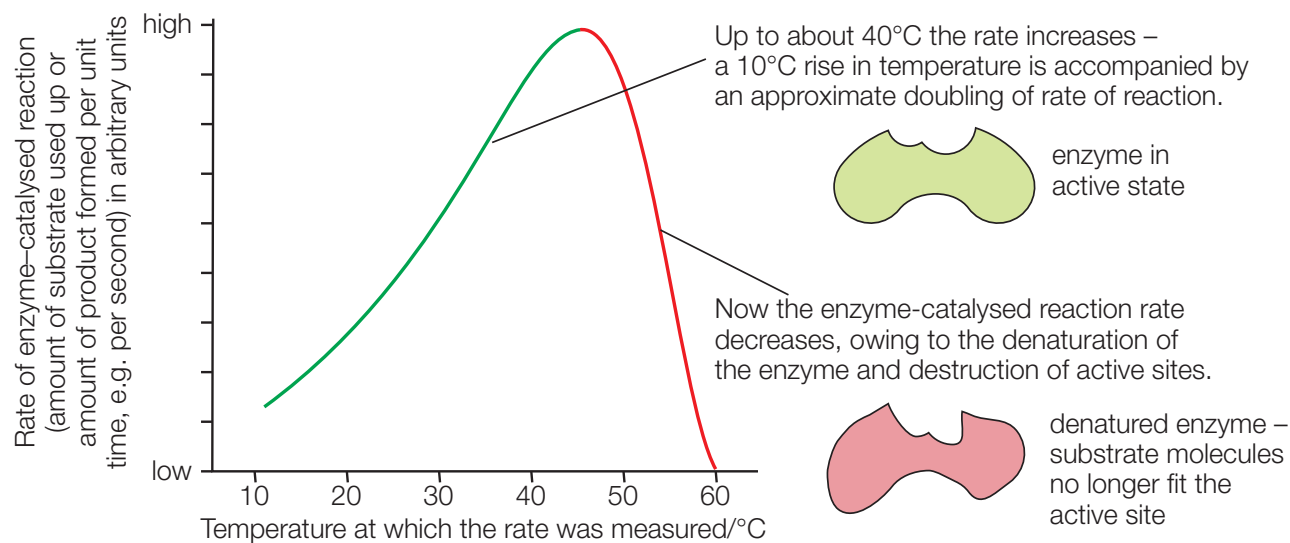 Rate of enzyme–catalysed reaction
(amount of substrate used up or
amount of product formed per unit
time, e.g. per second) in arbitrary units
high
low
10 20 30 40 50 60
Temperature at which the rate was measured/°C
Up to about 40°C the rate increases –
a 10°C rise in temperature is accompanied by
an approximate doubling of rate of reaction.
enzyme in
active state
Now the enzyme-catalysed reaction rate
decreases, owing to the denaturation of
the enzyme and destruction of active sites.
denatured enzyme –
substrate molecules
no longer fit the
active site